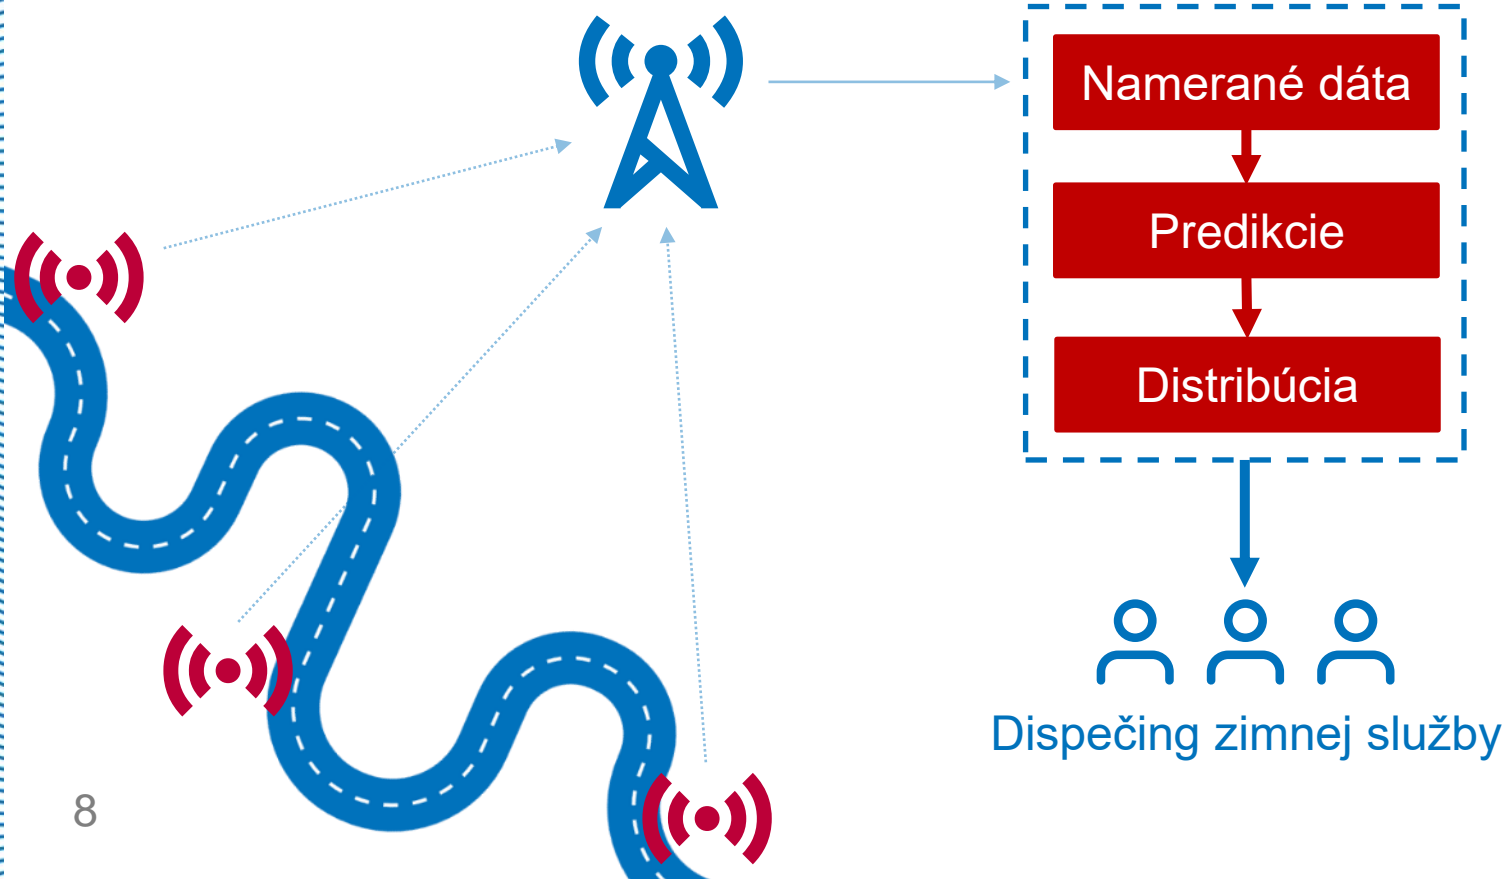 Namerané dáta
Predikcie
Distribúcia
Dispečing zimnej služby
8